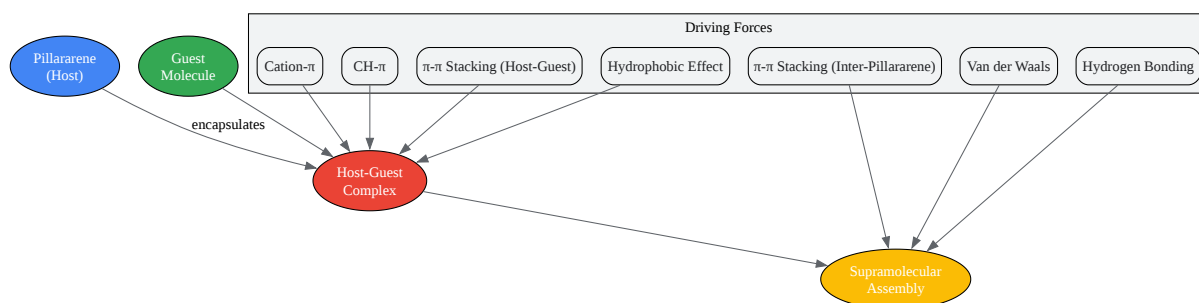 Driving Forces
Pillararene
(Host)
Guest
Molecule
Cation-π
CH-π
π-π Stacking (Host-Guest)
Hydrophobic Effect
π-π Stacking (Inter-Pillararene)
Van der Waals
Hydrogen Bonding
encapsulates
Host-Guest
Complex
Supramolecular
Assembly